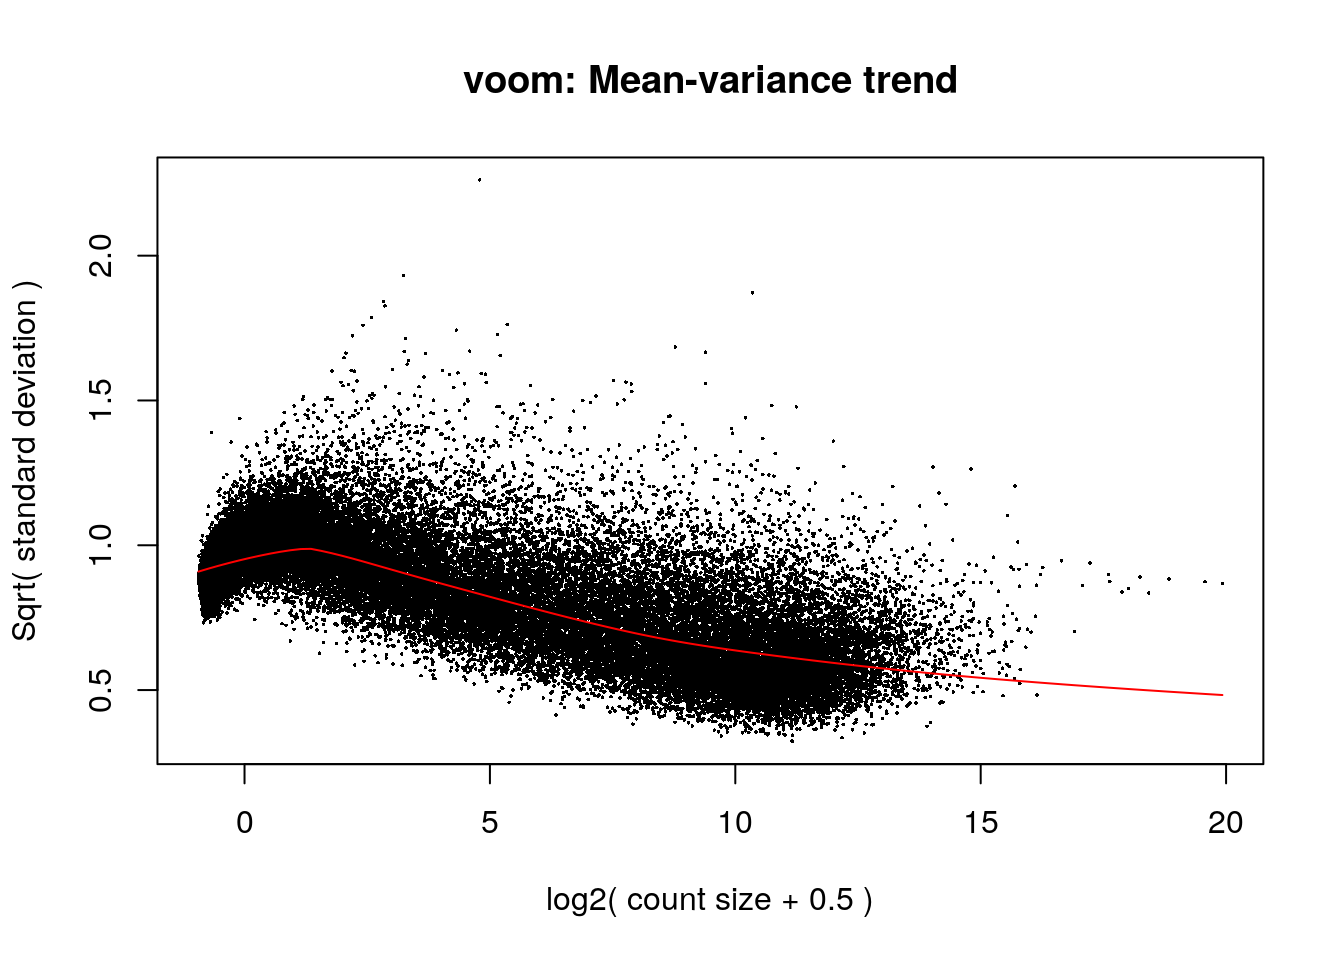 voom: Mean-variance trend
Sqrt( standard deviation )
2.0
1.5
1.0
0.5
0 5 10 15 20
log2( count size + 0.5 )